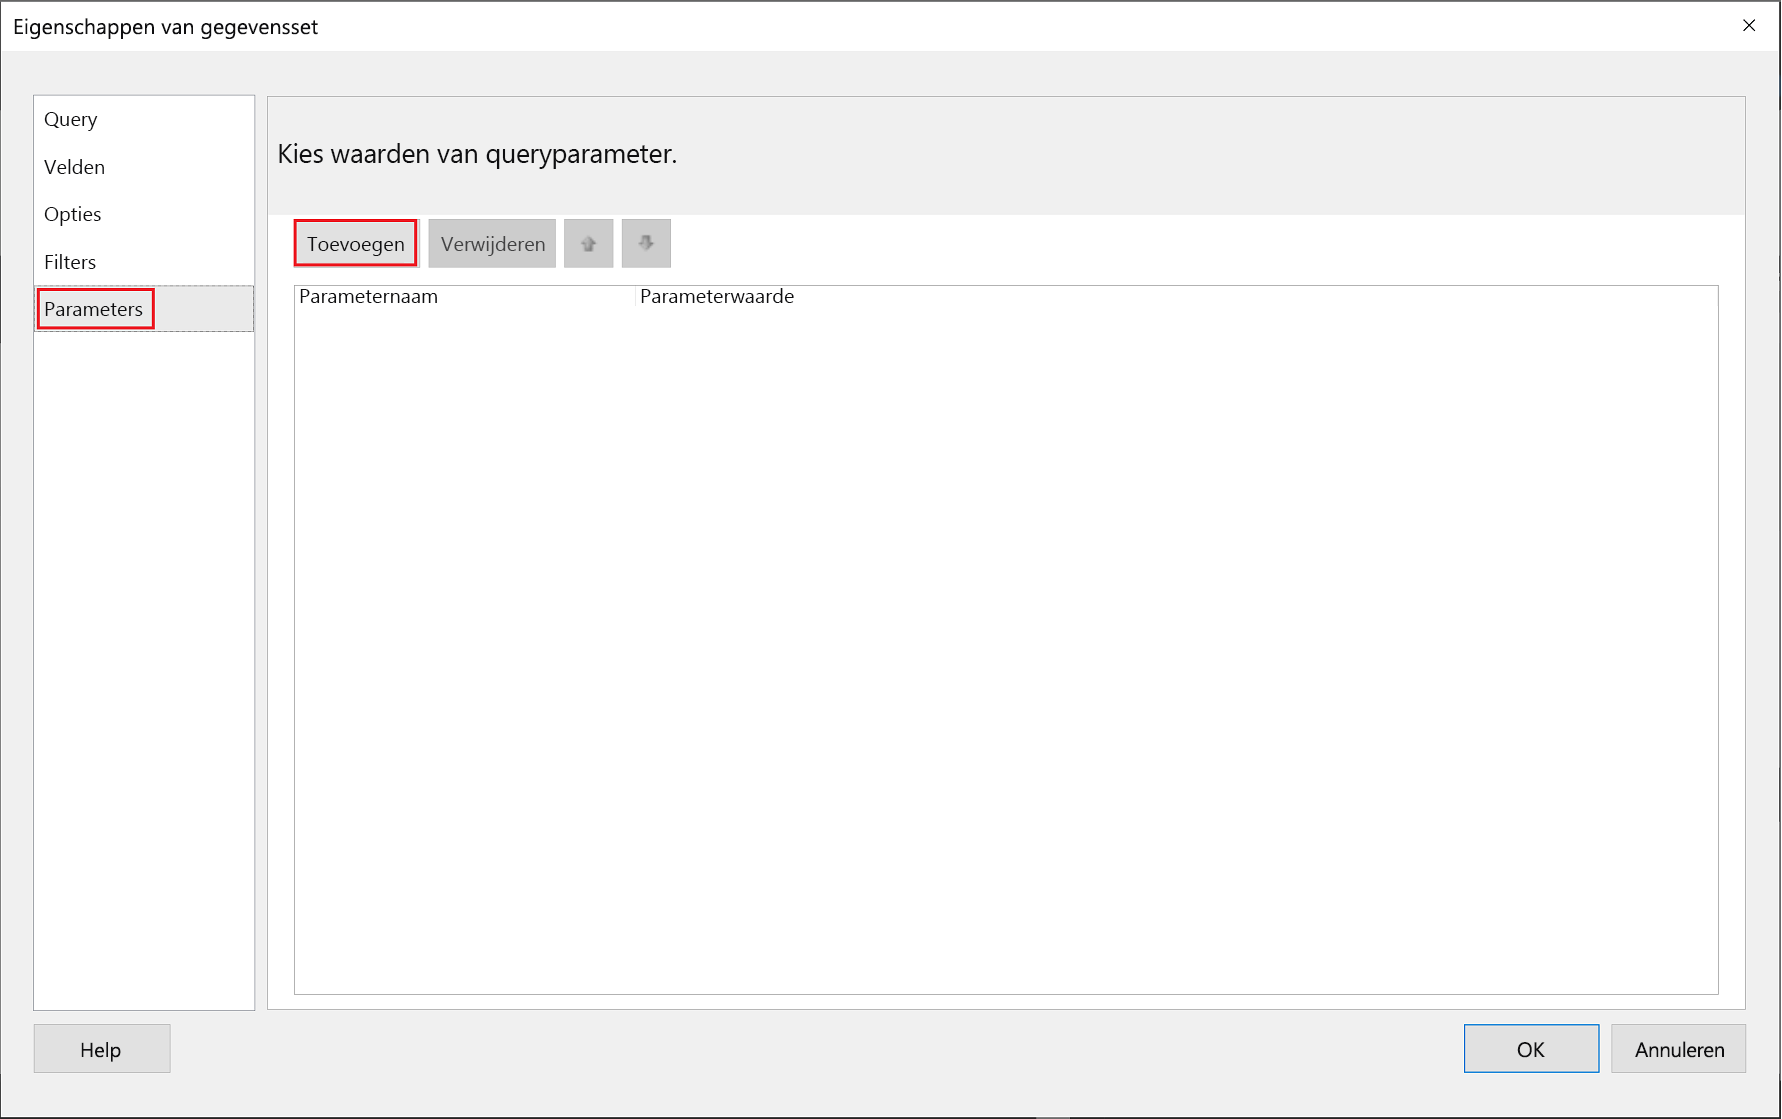 Eigenschappen van gegevensset
Query
Velden
Opties
Filters
Parameters
Kies waarden van queryparameter.
Toevoegen Verwijderen
Parameternaam Parameterwaarde
Help OK Annuleren